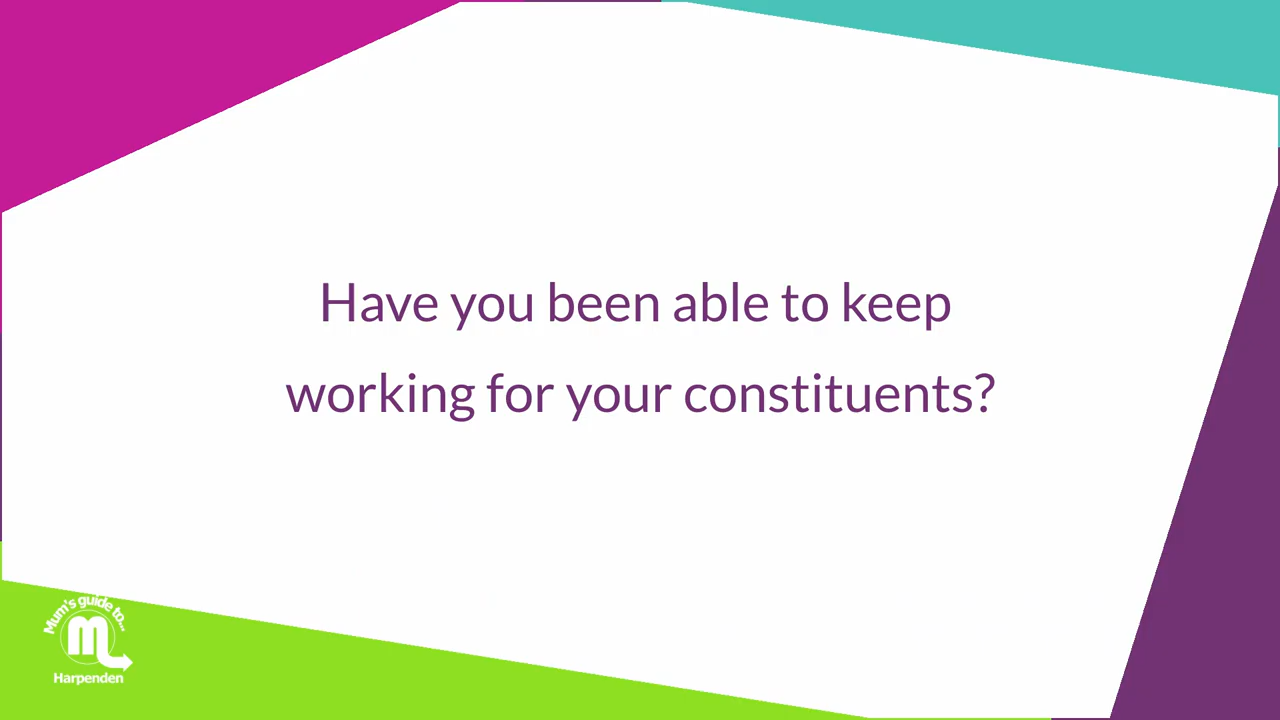 Have you been able to keep
working for your constituents?
Mum's guide to...
m
Harpenden